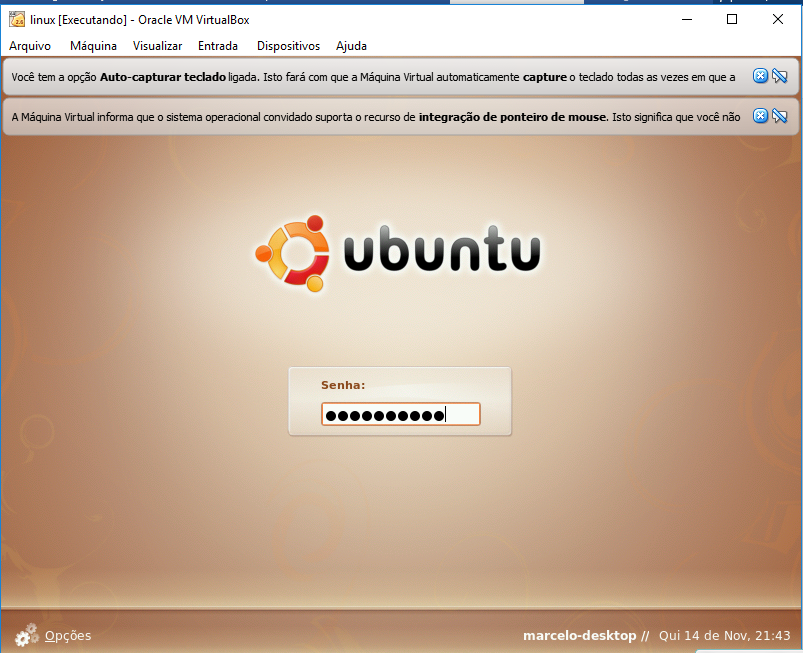 linux [Executando] - Oracle VM VirtualBox
Arquivo Máquina Visualizar Entrada Dispositivos Ajuda
Você tem a opção Auto-capturar teclado ligada. Isto fará com que a Máquina Virtual automaticamente capture o teclado todas as vezes em que a
A Máquina Virtual informa que o sistema operacional convidado suporta o recurso de integração de ponteiro de mouse. Isto significa que você não
ubuntu
Senha:
●●●●●●●●●●
Opções
marcelo-desktop // Qui 14 de Nov, 21:43